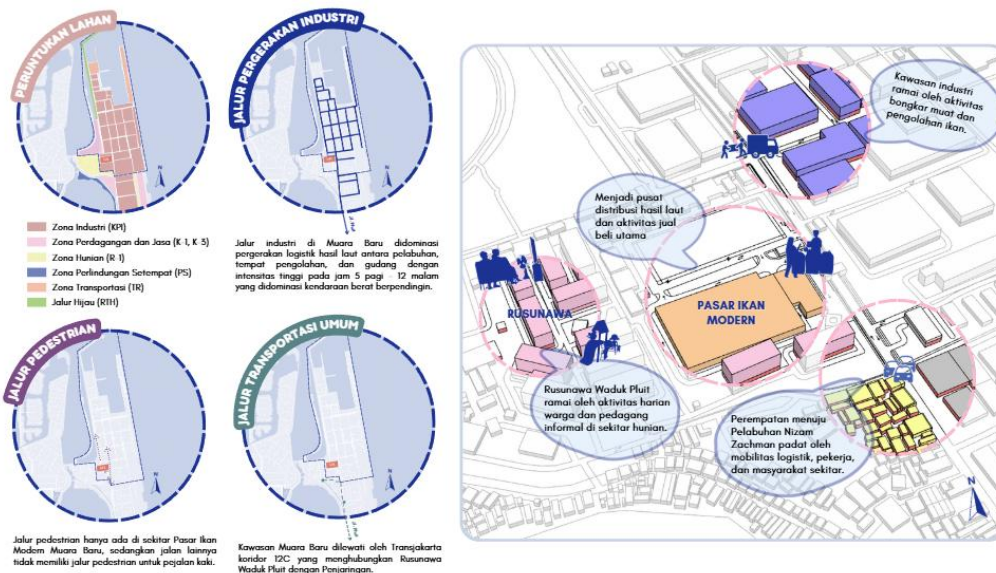 PERUNTUKAN LAHAN
N
Zona Industri (KPI)
Zona Perdagangan dan Jasa (K-1, K-3)
Zona Hunian (R-1)
Zona Perlindungan Setempat (PS)
Zona Transportasi (TR)
Jalur Hijau (RTH)
JALUR PERGERAKAN INDUSTRI
N
Jalur industri di Muara Baru didominasi
pergerakan logistik hasil laut antara pelabuhan,
tempat pengolahan, dan gudang dengan
intensitas tinggi pada jam 5 pagi - 12 malam
yang didominasi kendaraan berat berpendingin.
JALUR PEDESTRIAN
N
Jalur pedestrian hanya ada di sekitar Pasar Ikan
Modern Muara Baru, sedangkan jalan lainnya
tidak memiliki jalur pedestrian untuk pejalan kaki.
JALUR TRANSPORTASI UMUM
N
Kawasan Muara Baru dilewati oleh Transjakarta
koridor 12C yang menghubungkan Rusunawa
Waduk Pluit dengan Penjaringan.
Kawasan industri
ramai oleh aktivitas
bongkar muat dan
pengolahan ikan.
Menjadi pusat
distribusi hasil laut
dan aktivitas jual
beli utama
RUSUNAWA
PASAR IKAN
MODERN
Rusunawa Waduk Pluit
ramai oleh aktivitas harian
warga dan pedagang
informal di sekitar hunian.
Perempatan menuju
Pelabuhan Nizam
Zachman padat oleh
mobilitas logistik, pekerja,
dan masyarakat sekitar.
N